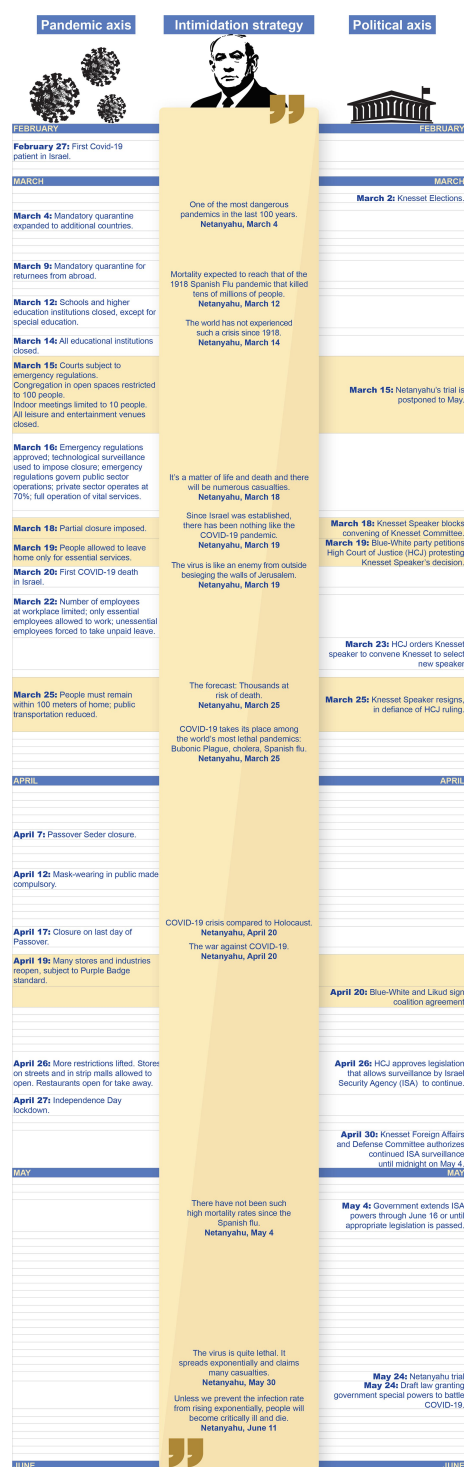 Pandemic axis
Intimidation strategy
Political axis
FEBRUARY
FEBRUARY
February 27: First Covid-19
patient in Israel.
MARCH
MARCH
March 2: Knesset Elections.
One of the most dangerous
pandemics in the last 100 years.
Netanyahu, March 4
March 4: Mandatory quarantine
expanded to additional countries.
March 9: Mandatory quarantine for
returnees from abroad.
Mortality expected to reach that of the
1918 Spanish Flu pandemic that killed
tens of millions of people.
Netanyahu, March 12
March 12: Schools and higher
education institutions closed, except for
special education.
The world has not experienced
such a crisis since 1918.
Netanyahu, March 14
March 14: All educational institutions
closed.
March 15: Courts subject to
emergency regulations.
Congregation in open spaces restricted
to 100 people.
Indoor meetings limited to 10 people.
All leisure and entertainment venues
closed.
March 15: Netanyahu's trial is
postponed to May.
March 16: Emergency regulations
approved; technological surveillance
used to impose closure; emergency
regulations govern public sector
operations; private sector operates at
70%; full operation of vital services.
It's a matter of life and death and there
will be numerous casualties.
Netanyahu, March 18
March 18: Partial closure imposed.
Since Israel was established,
there has been nothing like the
COVID-19 pandemic.
Netanyahu, March 19
March 18: Knesset Speaker blocks
convening of Knesset Committee.
March 19: Blue-White party petitions
High Court of Justice (HCJ) protesting
Knesset Speaker's decision.
March 19: People allowed to leave
home only for essential services.
The virus is like an enemy from outside
besieging the walls of Jerusalem.
Netanyahu, March 19
March 20: First COVID-19 death
in Israel.
March 22: Number of employees
at workplace limited; only essential
employees allowed to work; unessential
employees forced to take unpaid leave.
March 23: HCJ orders Knesset
speaker to convene Knesset to select
new speaker
March 25: People must remain
within 100 meters of home; public
transportation reduced.
The forecast: Thousands at
risk of death.
Netanyahu, March 25
March 25: Knesset Speaker resigns,
in defiance of HCJ ruling.
COVID-19 takes its place among
the world's most lethal pandemics:
Bubonic Plague, cholera, Spanish flu.
Netanyahu, March 25
APRIL
APRIL
April 7: Passover Seder closure.
April 12: Mask-wearing in public made
compulsory.
April 17: Closure on last day of
Passover.
COVID-19 crisis compared to Holocaust.
Netanyahu, April 20
The war against COVID-19.
Netanyahu, April 20
April 19: Many stores and industries
reopen, subject to Purple Badge
standard.
April 20: Blue-White and Likud sign
coalition agreement
April 26: More restrictions lifted. Stores
on streets and in strip malls allowed to
open. Restaurants open for take away.
April 26: HCJ approves legislation
that allows surveillance by Israel
Security Agency (ISA) to continue.
April 27: Independence Day
lockdown.
April 30: Knesset Foreign Affairs
and Defense Committee authorizes
continued ISA surveillance
until midnight on May 4.
MAY
MAY
There have not been such
high mortality rates since the
Spanish flu.
Netanyahu, May 4
May 4: Government extends ISA
powers through June 16 or until
appropriate legislation is passed.
The virus is quite lethal. It
spreads exponentially and claims
many casualties.
Netanyahu, May 30
May 24: Netanyahu trial
May 24: Draft law granting
government special powers to battle
COVID-19.
Unless we prevent the infection rate
from rising exponentially, people will
become critically ill and die.
Netanyahu, June 11
JUNE
JUNE